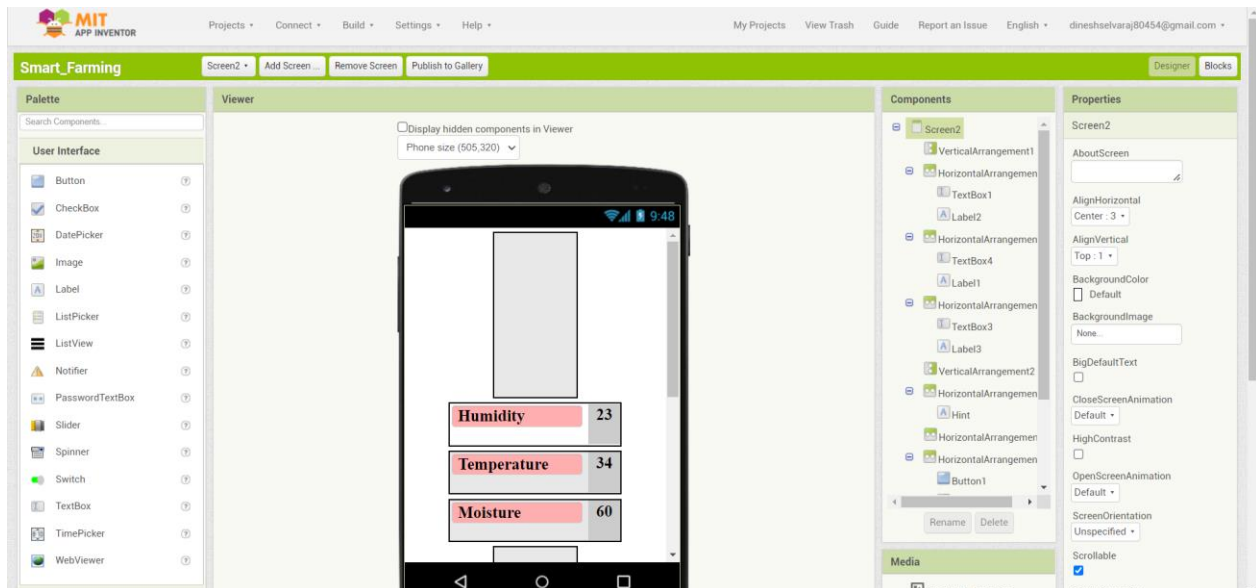 MIT
APP INVENTOR
Projects Connect Build Settings Help My Projects View Trash Guide Report an Issue English dineshselvaraj80454@gmail.com
Smart_Farming Screen2 Add Screen ... Remove Screen Publish to Gallery Designer Blocks
Palette
Search Components...
User Interface
Button
CheckBox
DatePicker
Image
Label
ListPicker
ListView
Notifier
PasswordTextBox
Slider
Spinner
Switch
TextBox
TimePicker
WebViewer
Viewer
Display hidden components in Viewer
Phone size (505,320)
9:48
Humidity 23
Temperature 34
Moisture 60
Components
Screen2
VerticalArrangement1
HorizontalArrangemen
TextBox1
Label2
HorizontalArrangemen
TextBox4
Label1
HorizontalArrangemen
TextBox3
Label3
VerticalArrangement2
HorizontalArrangemen
Hint
HorizontalArrangemen
HorizontalArrangemen
Button1
Rename Delete
Media
Properties
Screen2
AboutScreen
AlignHorizontal
Center : 3
AlignVertical
Top : 1
BackgroundColor
Default
BackgroundImage
None...
BigDefaultText
CloseScreenAnimation
Default
HighContrast
OpenScreenAnimation
Default
ScreenOrientation
Unspecified
Scrollable